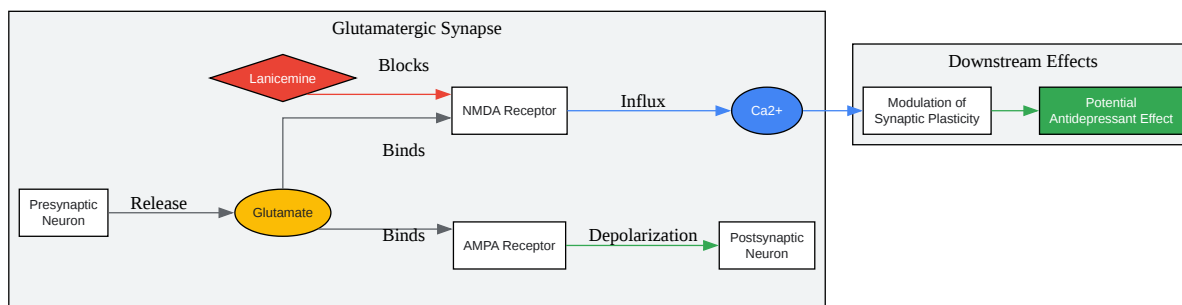 Glutamatergic Synapse
Lanicemine
Blocks
NMDA Receptor
Influx
Ca2+
Binds
Presynaptic
Neuron
Release
Glutamate
Binds
AMPA Receptor
Depolarization
Postsynaptic
Neuron
Downstream Effects
Modulation of
Synaptic Plasticity
Potential
Antidepressant Effect